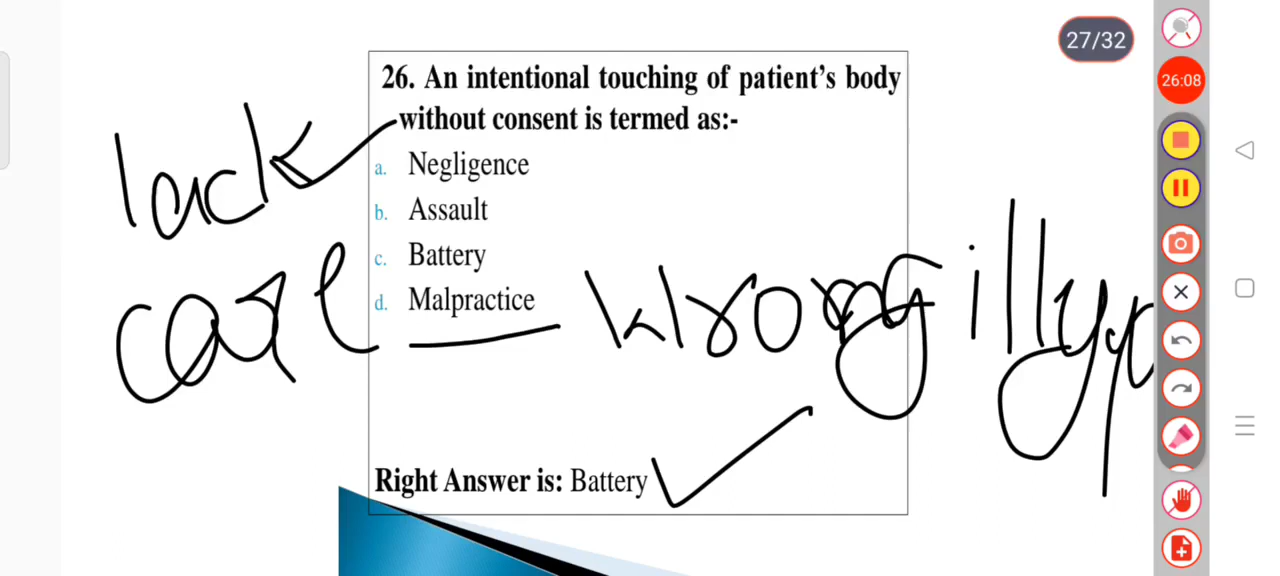 27/32
26:08
26. An intentional touching of patient's body
without consent is termed as:-
a. Negligence
b. Assault
c. Battery
d. Malpractice
Right Answer is: Battery
lack
care
wrong